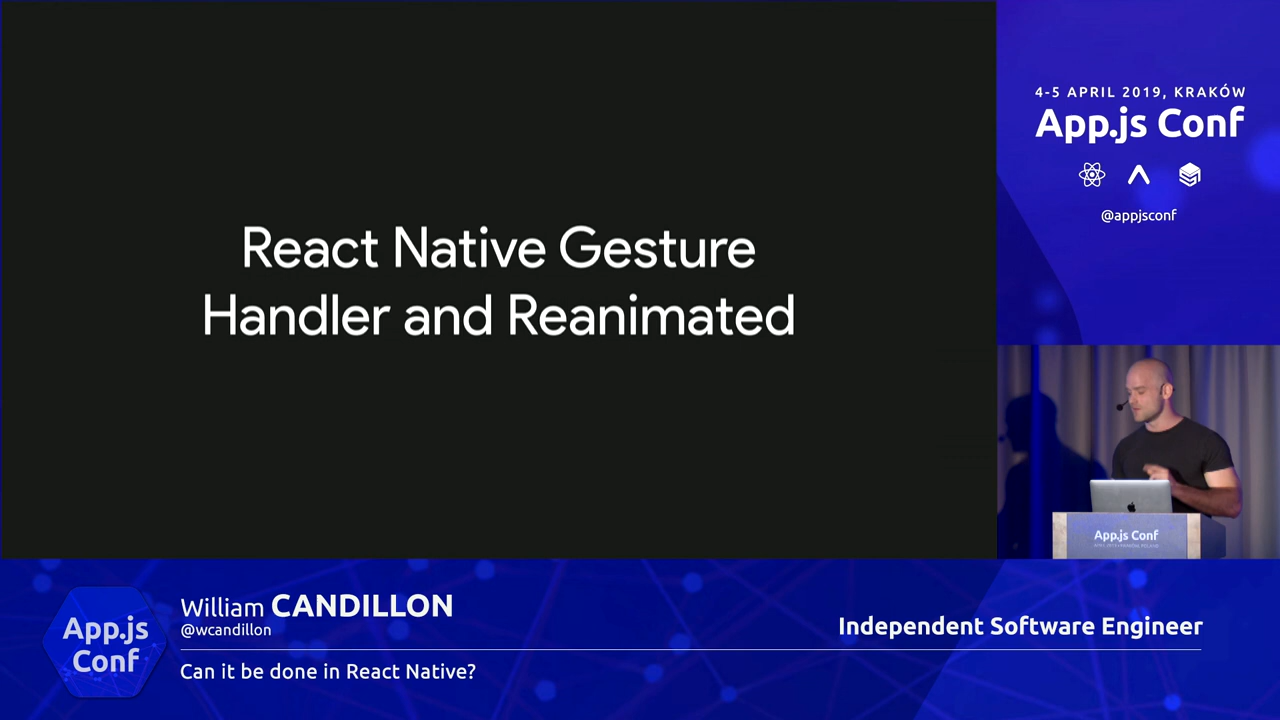 React Native Gesture
Handler and Reanimated
4-5 APRIL 2019, KRAKÓW
App.js Conf
@appjsconf
App.js Conf
App.js
Conf
William CANDILLON
@wcandillon
Can it be done in React Native?
Independent Software Engineer